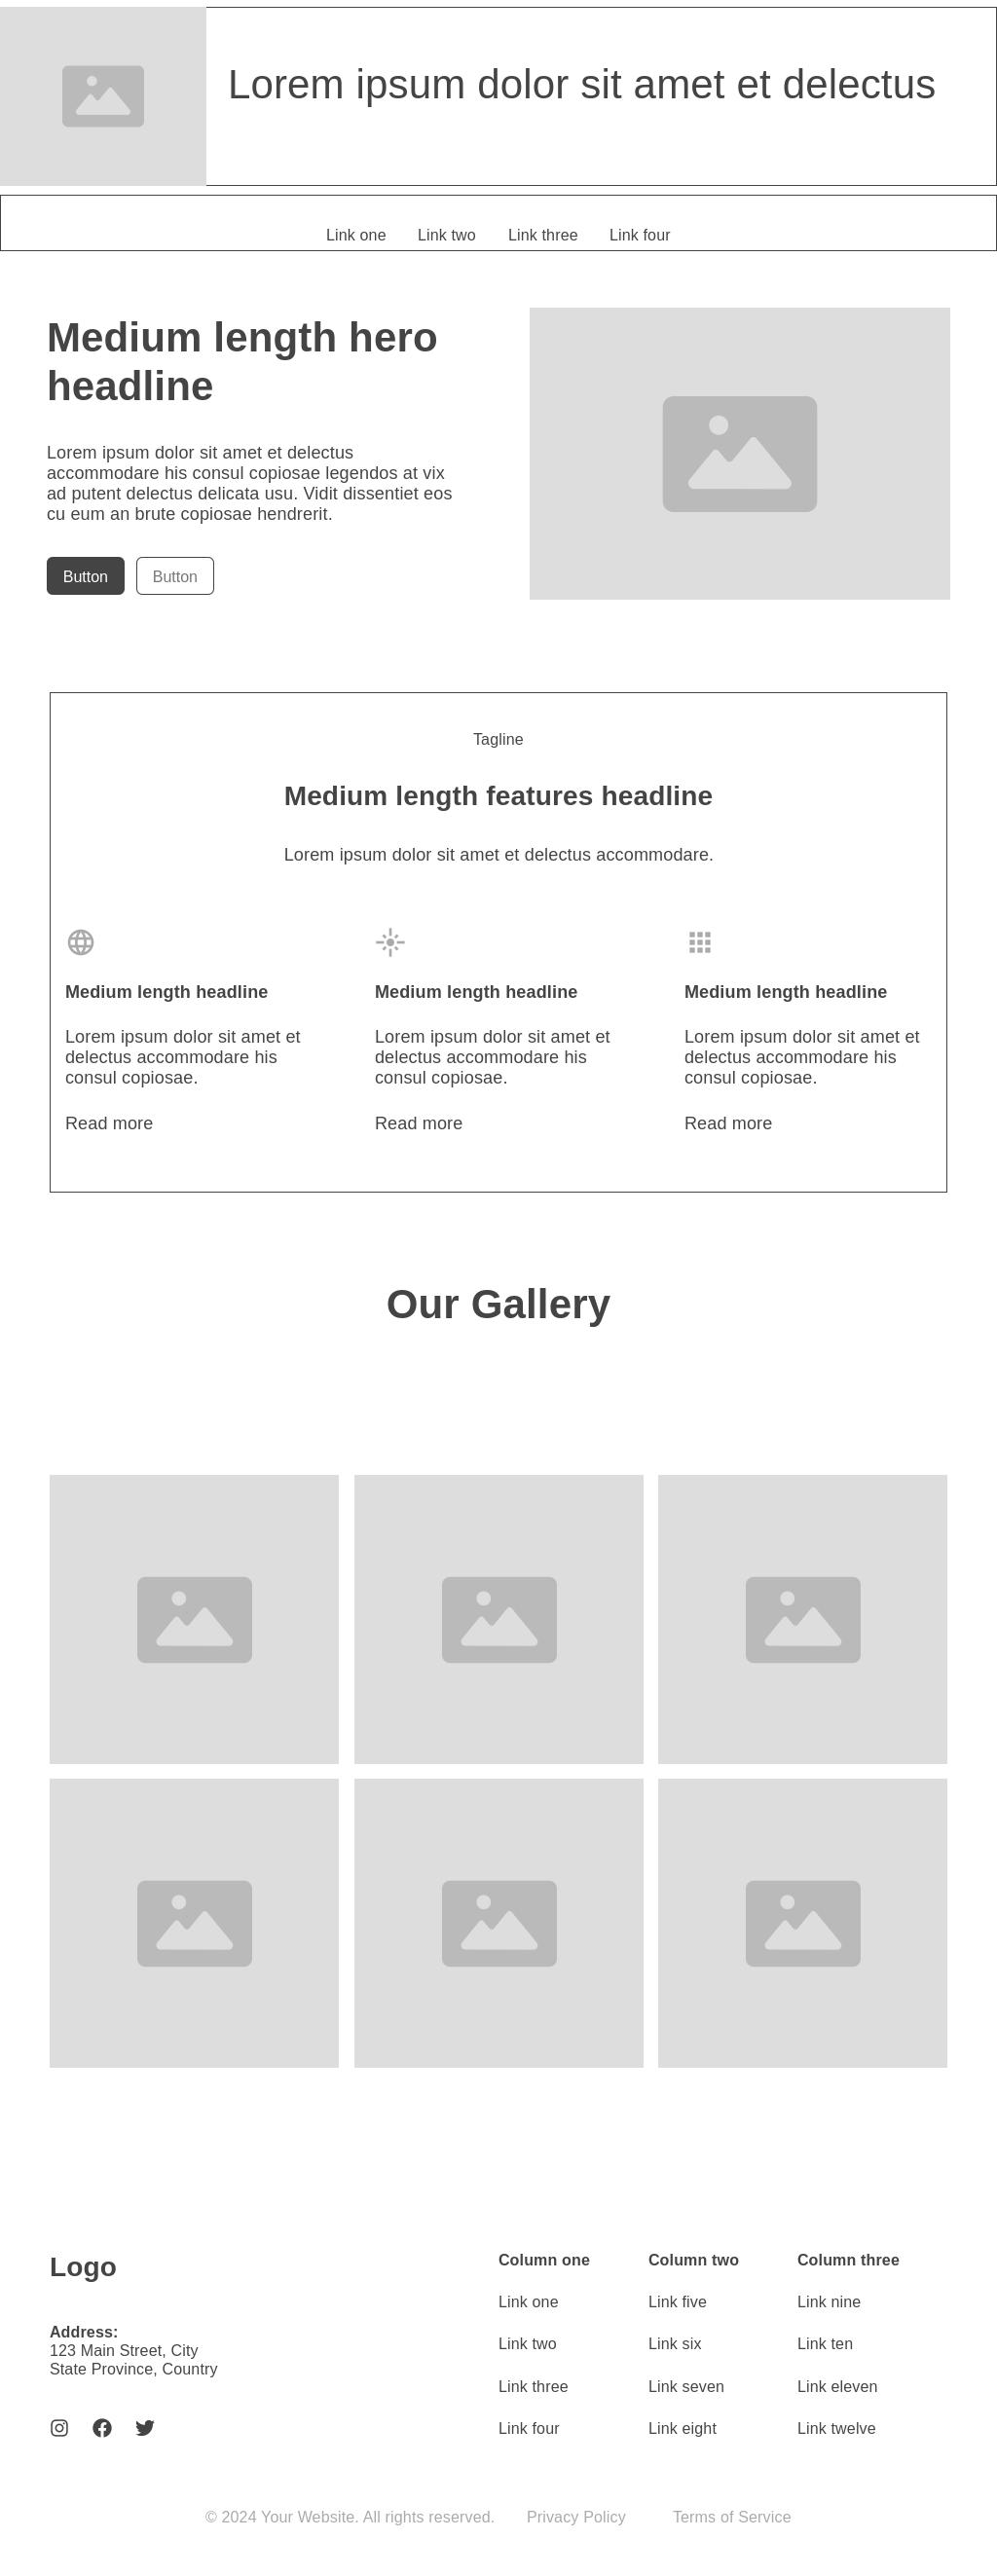 Lorem ipsum dolor sit amet et delectus
Link one
Link two
Link three
Link four
Medium length hero
headline
Lorem ipsum dolor sit amet et delectus
accommodare his consul copiosae legendos at vix
ad putent delectus delicata usu. Vidit dissentiet eos
cu eum an brute copiosae hendrerit.
Button
Button
Tagline
Medium length features headline
Lorem ipsum dolor sit amet et delectus accommodare.
Medium length headline
Lorem ipsum dolor sit amet et
delectus accommodare his
consul copiosae.
Read more
Medium length headline
Lorem ipsum dolor sit amet et
delectus accommodare his
consul copiosae.
Read more
Medium length headline
Lorem ipsum dolor sit amet et
delectus accommodare his
consul copiosae.
Read more
Our Gallery
Logo
Address:
123 Main Street, City
State Province, Country
Column one
Link one
Link two
Link three
Link four
Column two
Link five
Link six
Link seven
Link eight
Column three
Link nine
Link ten
Link eleven
Link twelve
© 2024 Your Website. All rights reserved.
Privacy Policy
Terms of Service